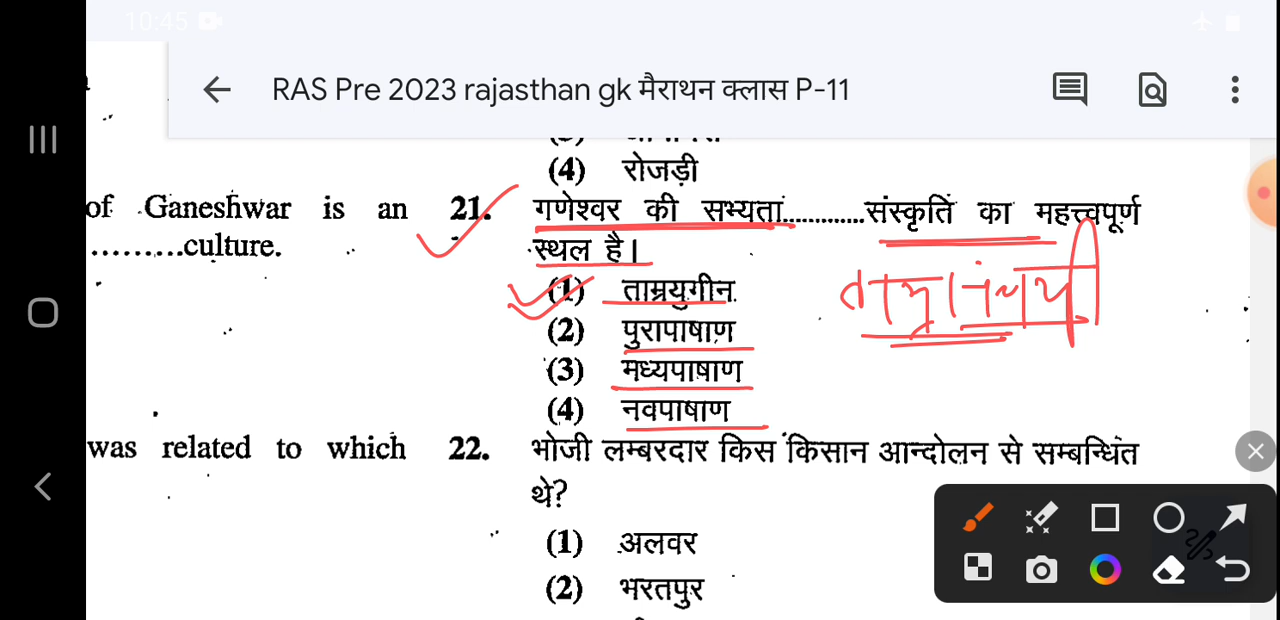 10:45
RAS Pre 2023 rajasthan gk मैराथन क्लास P-11
(4) रोजड़ी
of Ganeshwar is an
..........culture.
21. गणेश्वर की सभ्यता.............संस्कृति का महत्त्वपूर्ण
स्थल है।
(1) ताम्रयुगीन
(2) पुरापाषाण
(3) मध्यपाषाण
(4) नवपाषाण
was related to which
22. भोजी लम्बरदार किस किसान आन्दोलन से सम्बन्धित
थे?
(1) अलवर
(2) भरतपुर